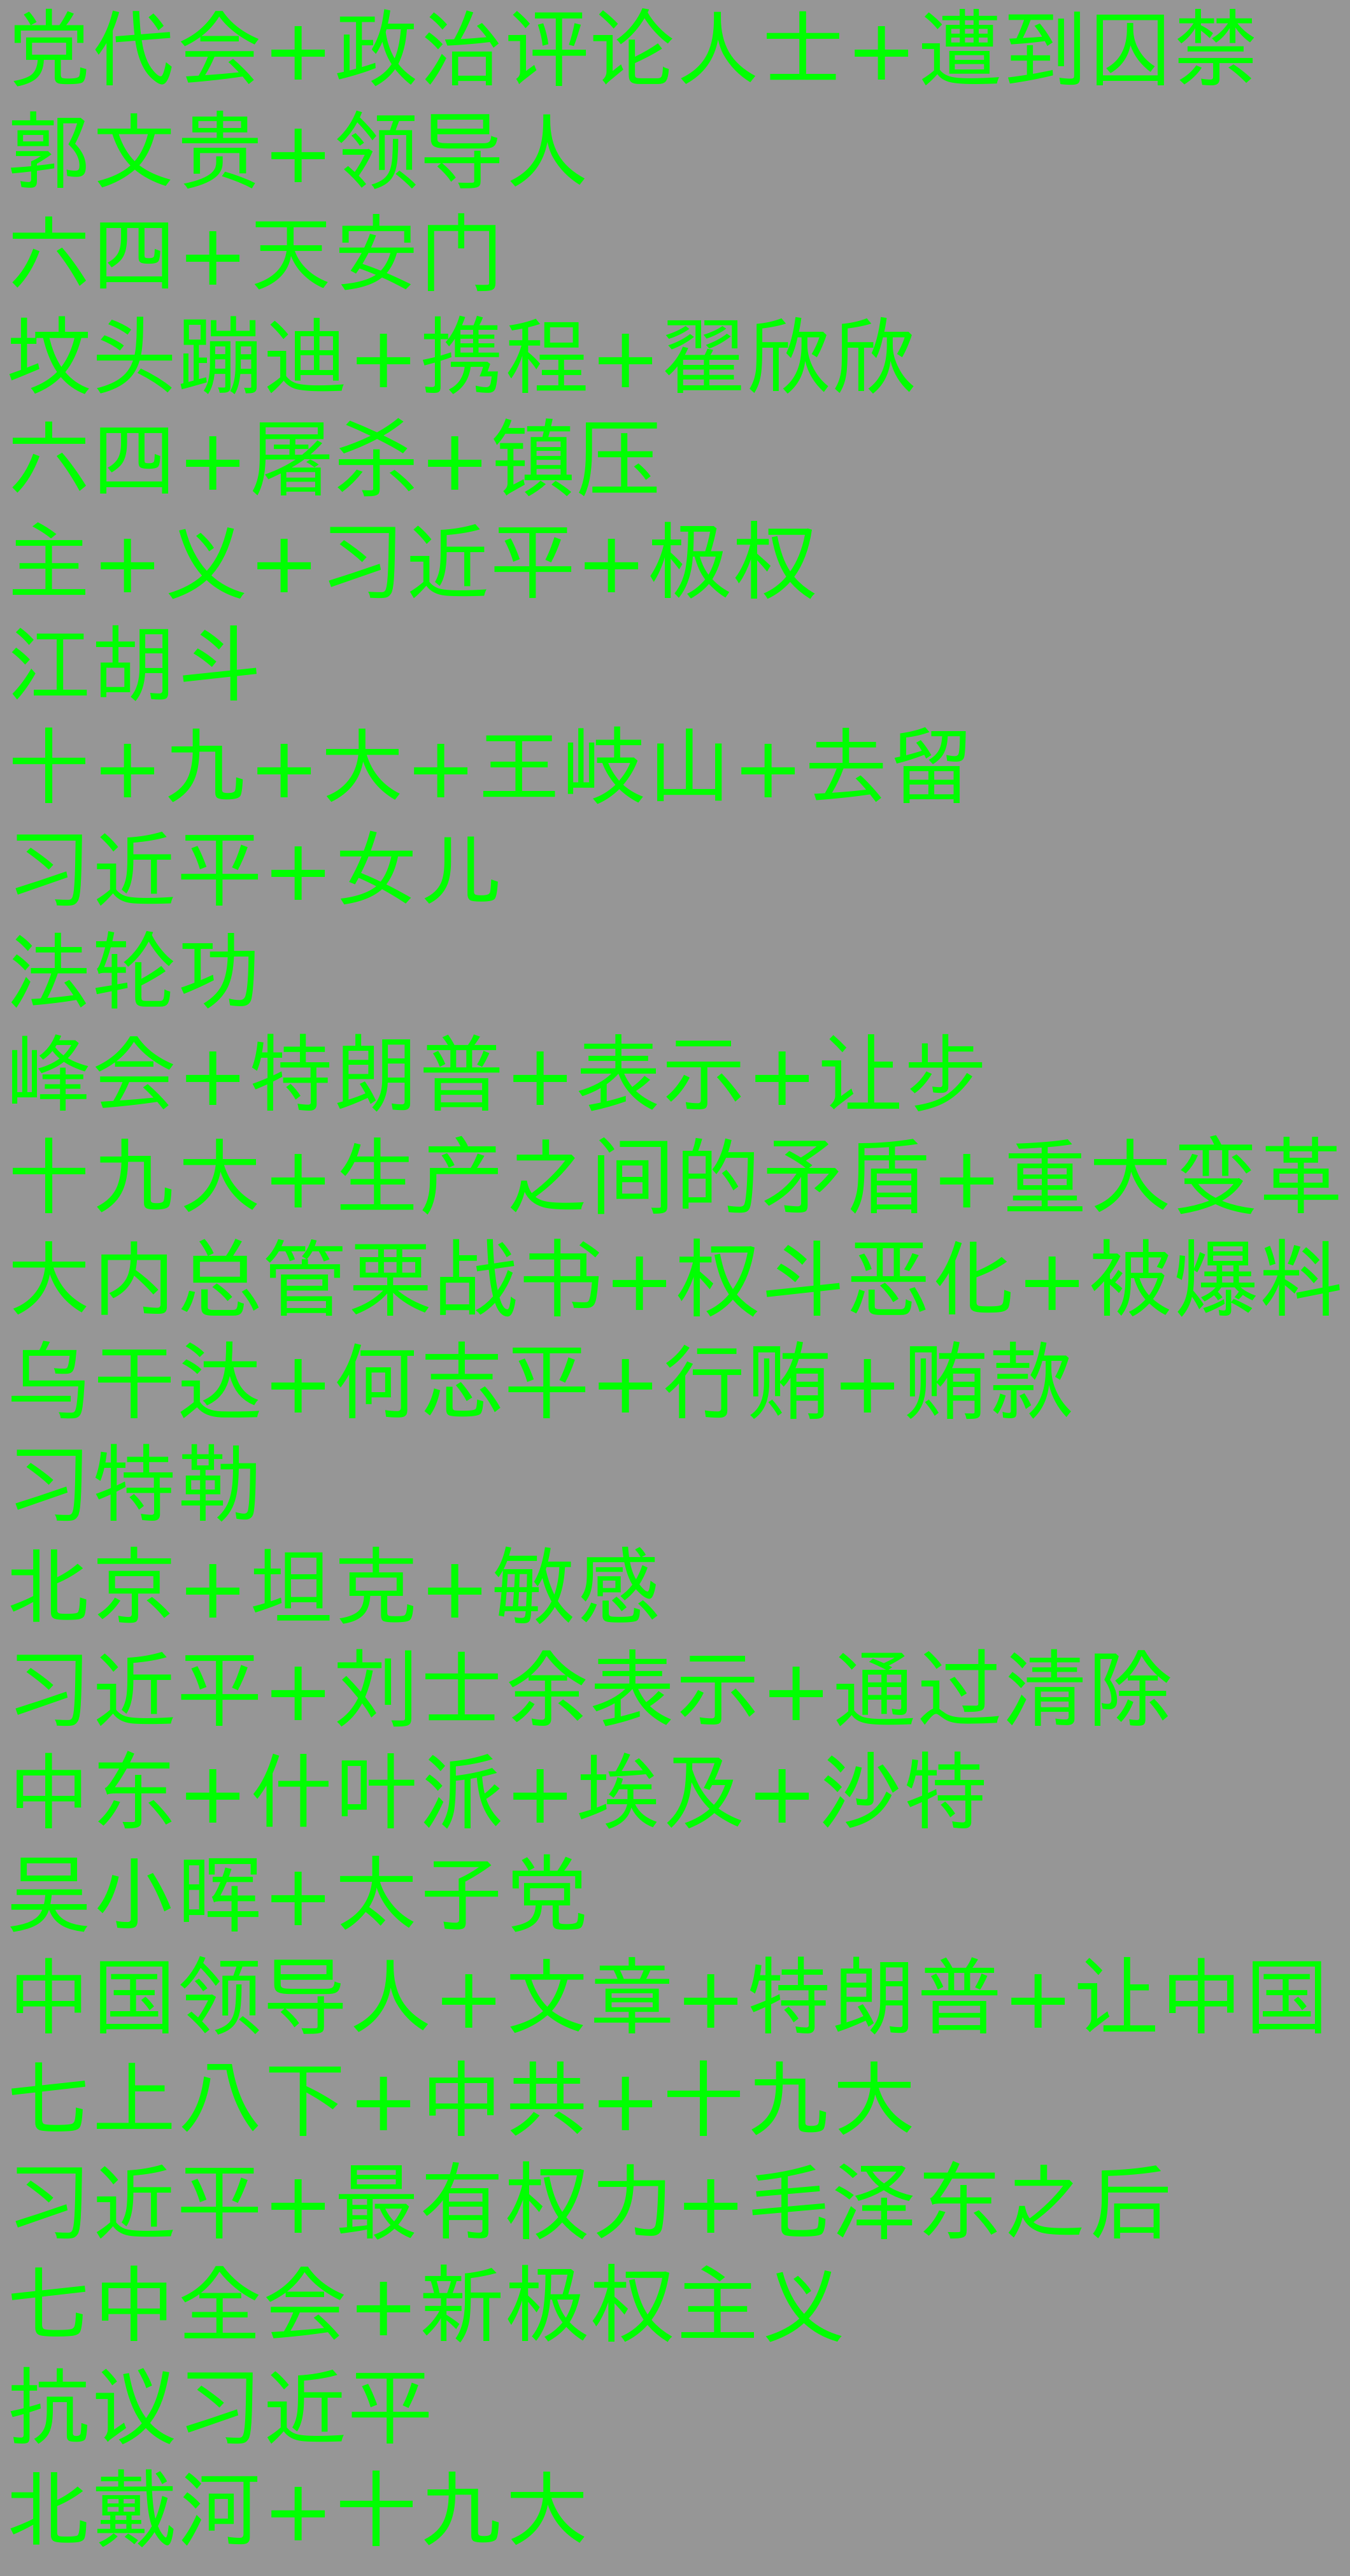 党代会+政治评论人士+遭到囚禁
郭文贵+领导人
六四+天安门
坟头蹦迪+携程+翟欣欣
六四+屠杀+镇压
主+义+习近平+极权
江胡斗
十+九+大+王岐山+去留
习近平+女儿
法轮功
峰会+特朗普+表示+让步
十九大+生产之间的矛盾+重大变革
大内总管栗战书+权斗恶化+被爆料
乌干达+何志平+行贿+贿款
习特勒
北京+坦克+敏感
习近平+刘士余表示+通过清除
中东+什叶派+埃及+沙特
吴小晖+太子党
中国领导人+文章+特朗普+让中国
七上八下+中共+十九大
习近平+最有权力+毛泽东之后
七中全会+新极权主义
抗议习近平
北戴河+十九大